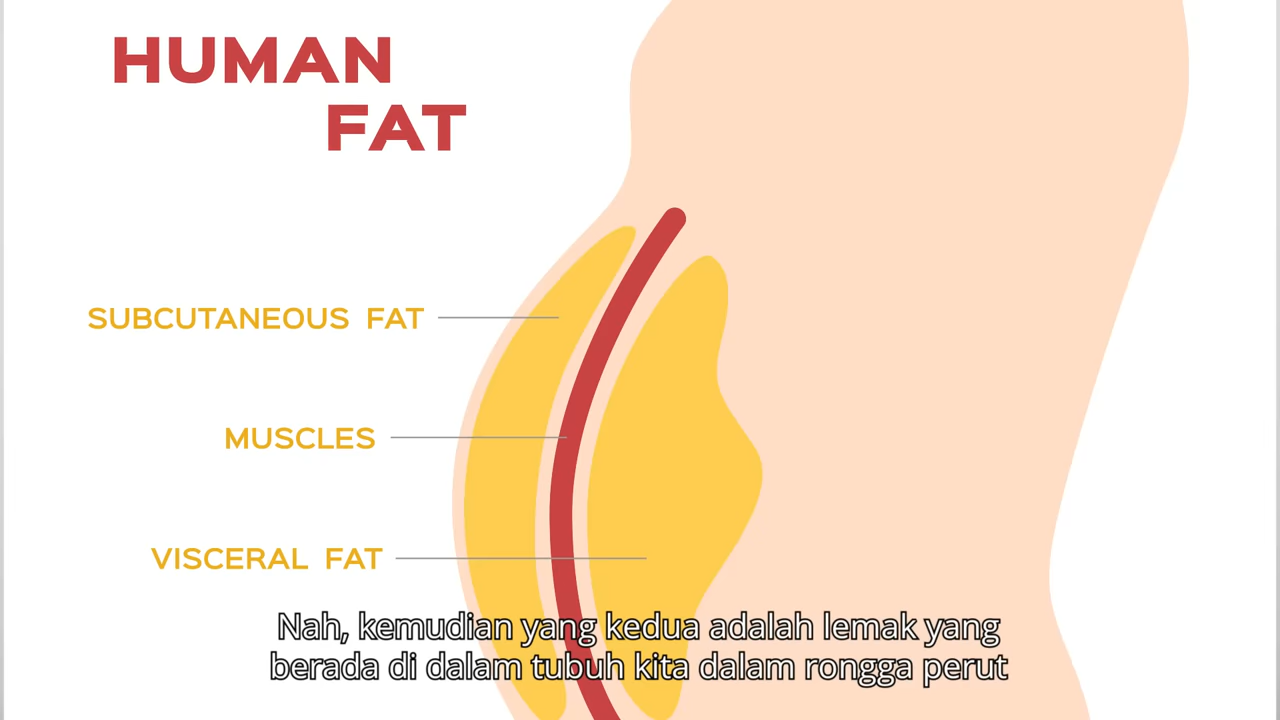 HUMAN
FAT
SUBCUTANEOUS FAT
MUSCLES
VISCERAL FAT
Nah, kemudian yang kedua adalah lemak yang
berada di dalam tubuh kita dalam rongga perut